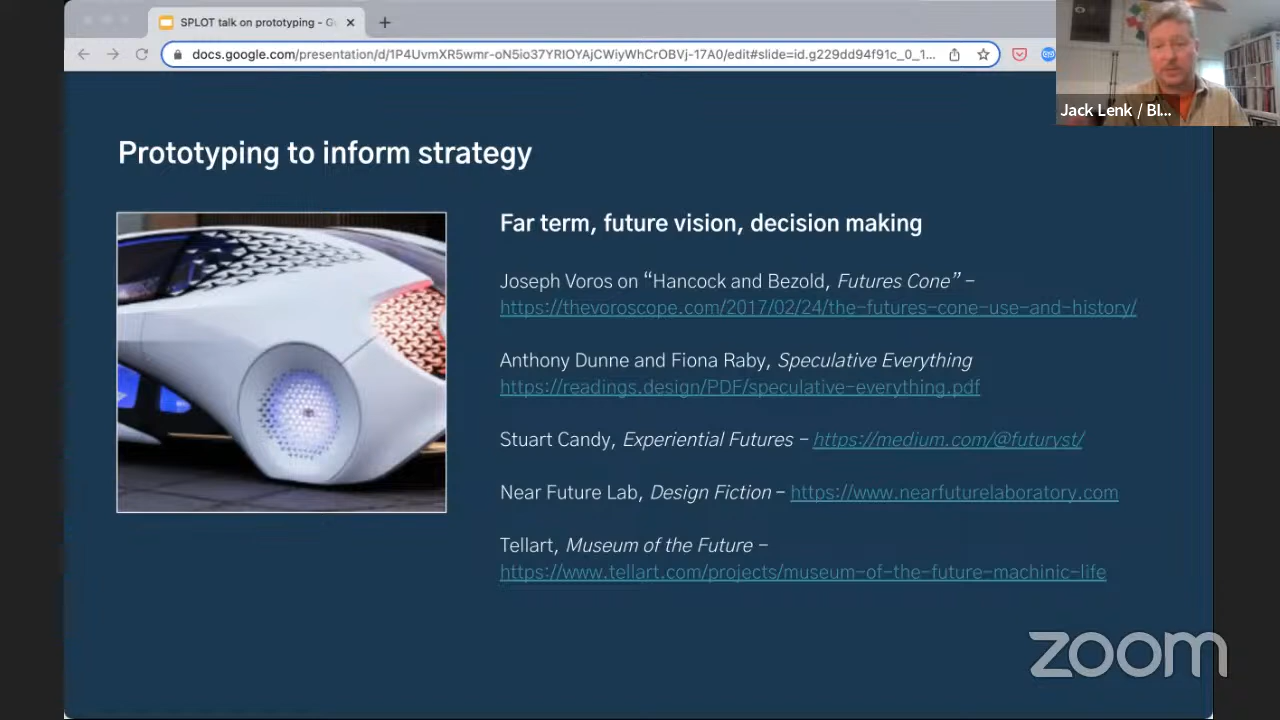 SPLOT talk on prototyping - G
docs.google.com/presentation/d/1P4UvmXR5wmr-oN5io37YRIOYAjCWiyWhCrOBVj-17A0/edit#slide=id.g229dd94f91c_0_1...
Jack Lenk / Bl...
Prototyping to inform strategy
Far term, future vision, decision making
Joseph Voros on “Hancock and Bezold, Futures Cone” –
https://thevoroscope.com/2017/02/24/the-futures-cone-use-and-history/
Anthony Dunne and Fiona Raby, Speculative Everything
https://readings.design/PDF/speculative-everything.pdf
Stuart Candy, Experiential Futures – https://medium.com/@futuryst/
Near Future Lab, Design Fiction – https://www.nearfuturelaboratory.com
Tellart, Museum of the Future –
https://www.tellart.com/projects/museum-of-the-future-machinic-life
zoom